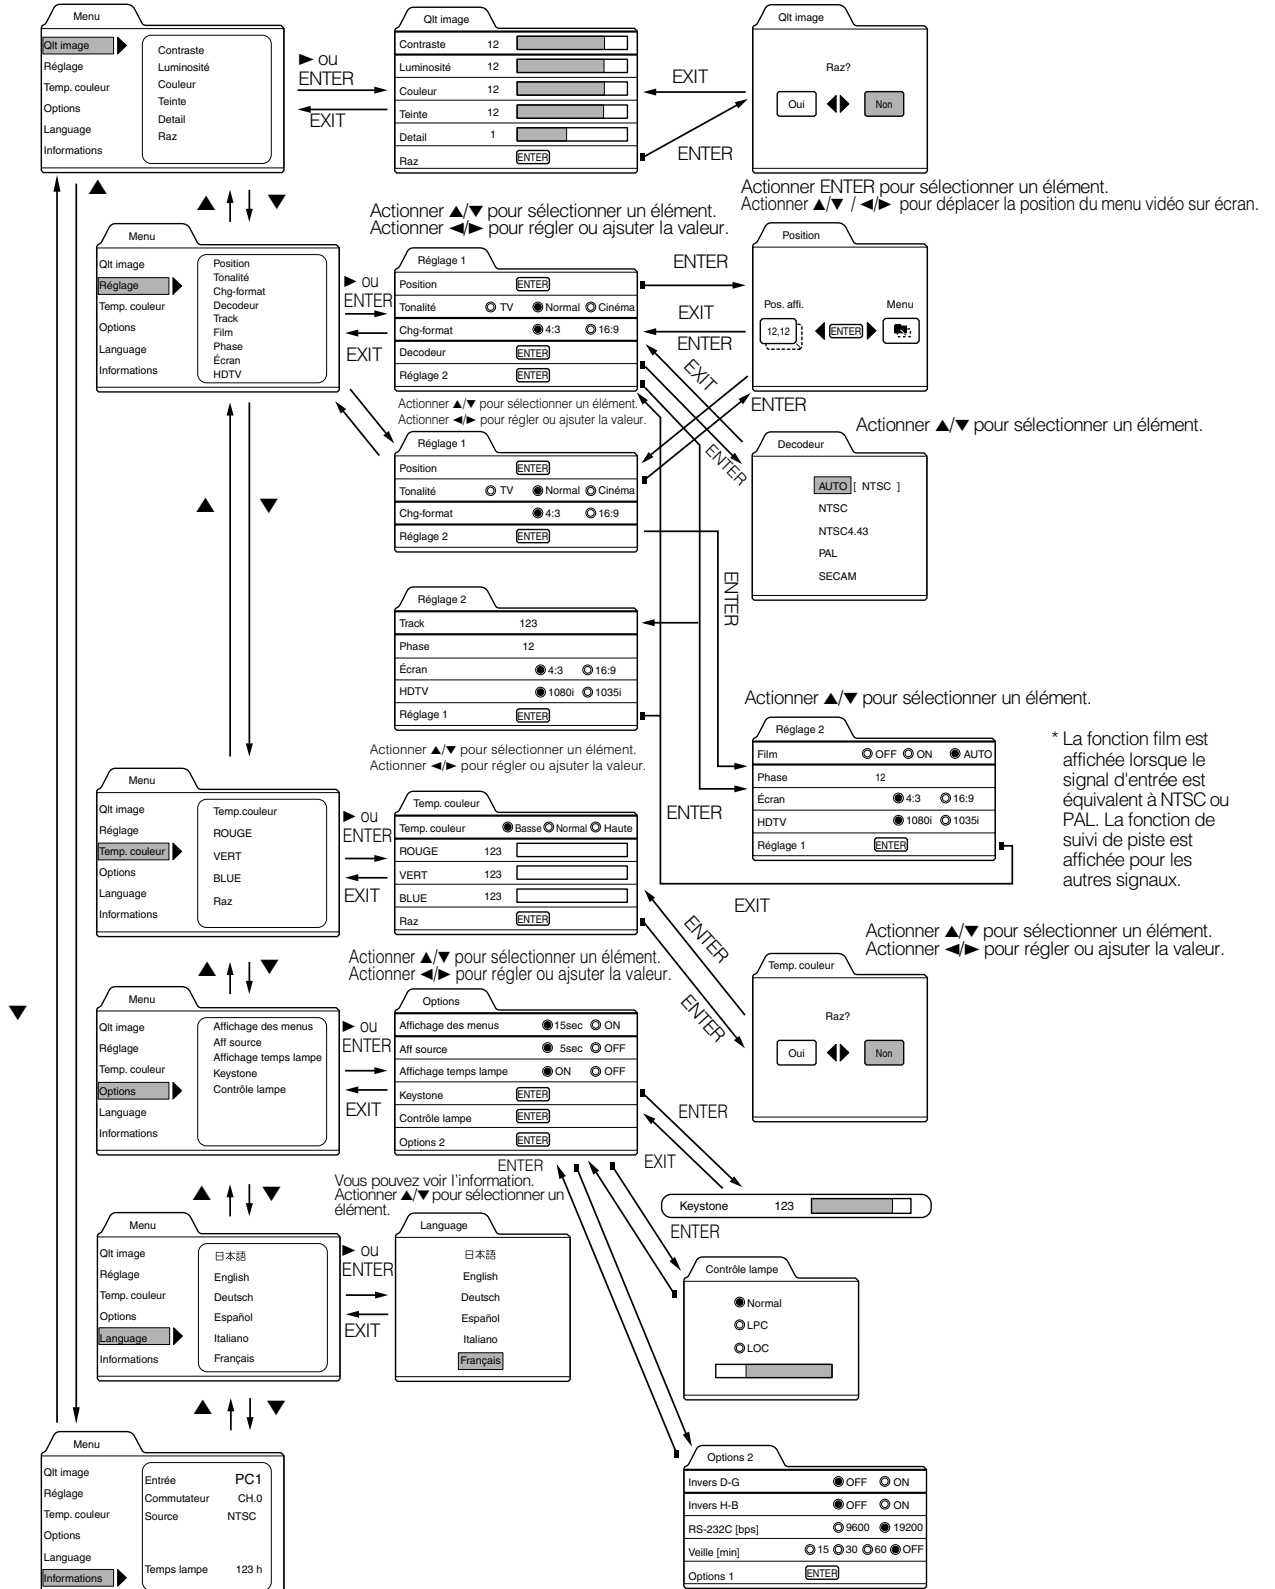 Menu
Qlt image
Réglage
Temp. couleur
Options
Language
Informations
Contraste
Luminosité
Couleur
Teinte
Detail
Raz
▶ ou
ENTER
EXIT
Qlt image
Contraste 12
Luminosité 12
Couleur 12
Teinte 12
Detail 1
Raz ENTER
EXIT
ENTER
Qlt image
Raz?
Oui Non
Actionner ENTER pour sélectionner un élément.
Actionner ▲/▼ / ◀/▶ pour déplacer la position du menu vidéo sur écran.
▲
▲ ▼
Actionner ▲/▼ pour sélectionner un élément.
Actionner ◀/▶ pour régler ou ajsuter la valeur.
Menu
Qlt image
Réglage
Temp. couleur
Options
Language
Informations
Position
Tonalité
Chg-format
Decodeur
Track
Film
Phase
Écran
HDTV
▶ ou
ENTER
EXIT
Réglage 1
Position ENTER
Tonalité TV Normal Cinéma
Chg-format 4:3 16:9
Decodeur ENTER
Réglage 2 ENTER
ENTER
EXIT
ENTER
EXIT
ENTER
ENTER
Position
Pos. affi. Menu
12,12 ENTER
Actionner ▲/▼ pour sélectionner un élément.
Actionner ◀/▶ pour régler ou ajsuter la valeur.
Réglage 1
Position ENTER
Tonalité TV Normal Cinéma
Chg-format 4:3 16:9
Réglage 2 ENTER
Actionner ▲/▼ pour sélectionner un élément.
Decodeur
AUTO [ NTSC ]
NTSC
NTSC4.43
PAL
SECAM
▲ ▼
ENTER
Réglage 2
Track 123
Phase 12
Écran 4:3 16:9
HDTV 1080i 1035i
Réglage 1 ENTER
Actionner ▲/▼ pour sélectionner un élément.
Actionner ◀/▶ pour régler ou ajsuter la valeur.
Actionner ▲/▼ pour sélectionner un élément.
Réglage 2
Film OFF ON AUTO
Phase 12
Écran 4:3 16:9
HDTV 1080i 1035i
Réglage 1 ENTER
* La fonction film est
affichée lorsque le
signal d'entrée est
équivalent à NTSC ou
PAL. La fonction de
suivi de piste est
affichée pour les
autres signaux.
Menu
Qlt image
Réglage
Temp. couleur
Options
Language
Informations
Temp.couleur
ROUGE
VERT
BLUE
Raz
▶ ou
ENTER
EXIT
Temp. couleur
Temp. couleur Basse Normal Haute
ROUGE 123
VERT 123
BLUE 123
Raz ENTER
ENTER
EXIT
ENTER
ENTER
Actionner ▲/▼ pour sélectionner un élément.
Actionner ◀/▶ pour régler ou ajsuter la valeur.
Temp. couleur
Raz?
Oui Non
▲ ▼
Actionner ▲/▼ pour sélectionner un élément.
Actionner ◀/▶ pour régler ou ajsuter la valeur.
▼
Menu
Qlt image
Réglage
Temp. couleur
Options
Language
Informations
Affichage des menus
Aff source
Affichage temps lampe
Keystone
Contrôle lampe
▶ ou
ENTER
EXIT
Options
Affichage des menus 15sec ON
Aff source 5sec OFF
Affichage temps lampe ON OFF
Keystone ENTER
Contrôle lampe ENTER
Options 2 ENTER
ENTER
EXIT
ENTER
Keystone 123
ENTER
Vous pouvez voir l'information.
Actionner ▲/▼ pour sélectionner un
élément.
▲ ▼
Menu
Qlt image
Réglage
Temp. couleur
Options
Language
Informations
日本語
English
Deutsch
Español
Italiano
Français
▶ ou
ENTER
EXIT
Language
日本語
English
Deutsch
Español
Italiano
Français
Contrôle lampe
Normal
LPC
LOC
▲ ▼
Menu
Qlt image
Réglage
Temp. couleur
Options
Language
Informations
Entrée PC1
Commutateur CH.0
Source NTSC
Temps lampe 123 h
Options 2
Invers D-G OFF ON
Invers H-B OFF ON
RS-232C [bps] 9600 19200
Veille [min] 15 30 60 OFF
Options 1 ENTER